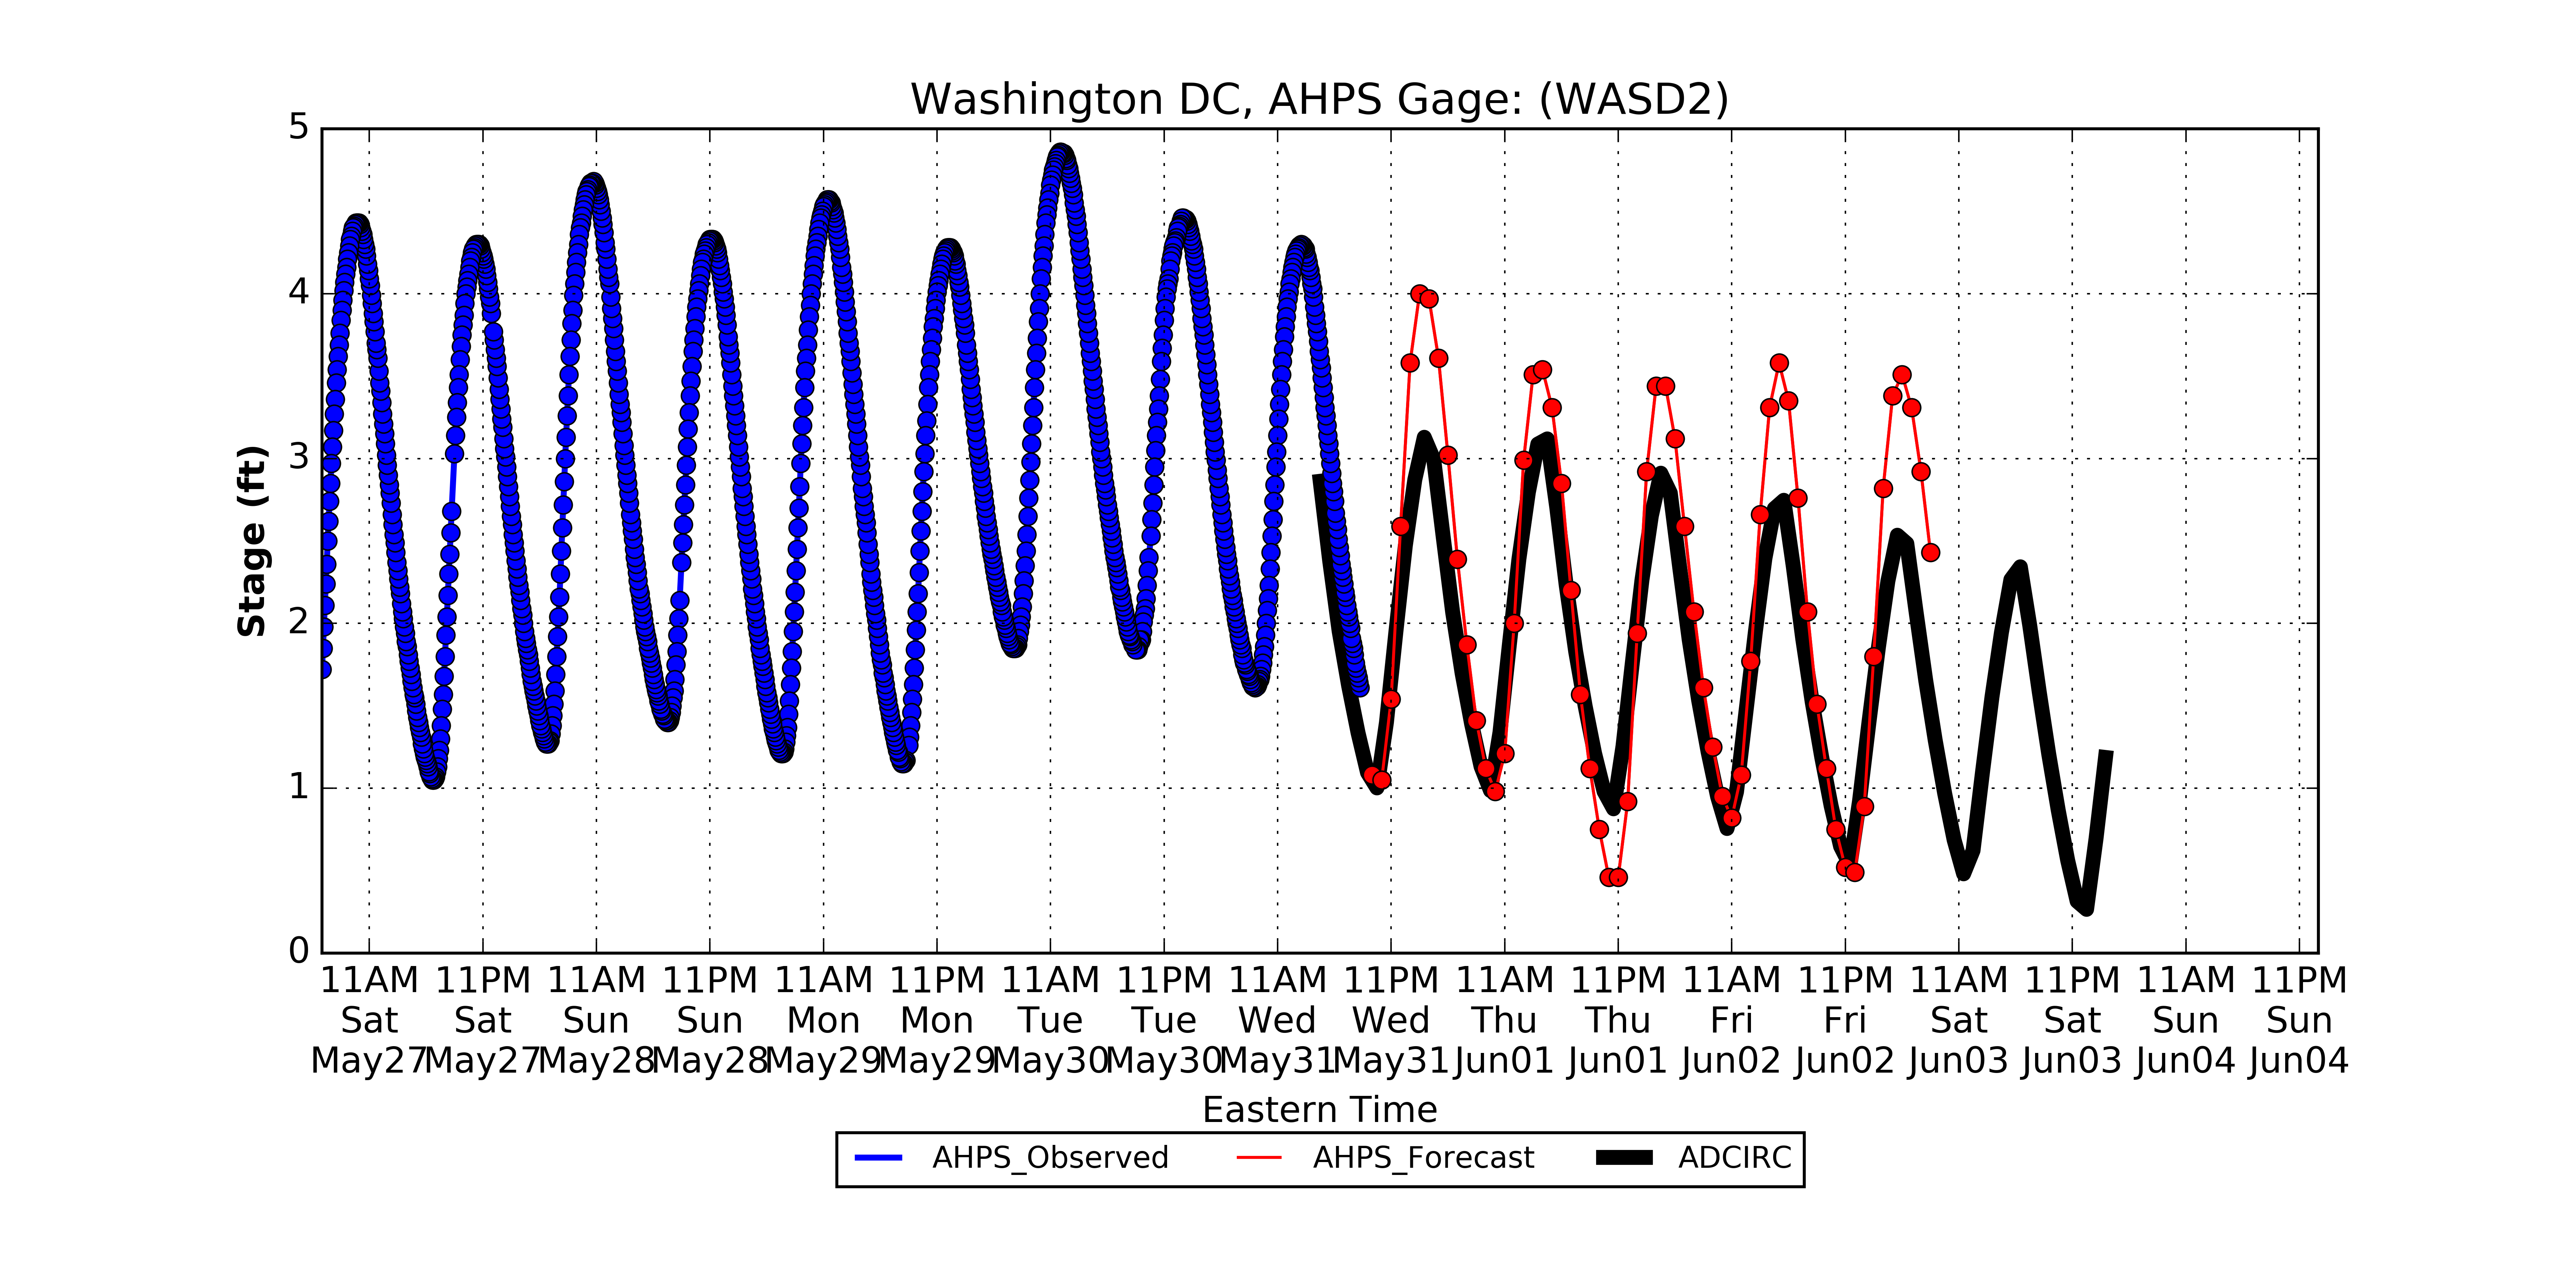 Washington DC, AHPS Gage: (WASD2)
5
4
3
2
1
0
Stage (ft)
11AM 11PM 11AM 11PM 11AM 11PM 11AM 11PM 11AM 11PM 11AM 11PM 11AM 11PM 11AM 11PM 11AM 11PM
Sat Sat Sun Sun Mon Mon Tue Tue Wed Wed Thu Thu Fri Fri Sat Sat Sun Sun
May27 May27 May28 May28 May29 May29 May30 May30 May31 May31 Jun01 Jun01 Jun02 Jun02 Jun03 Jun03 Jun04 Jun04
Eastern Time
AHPS_Observed AHPS_Forecast ADCIRC